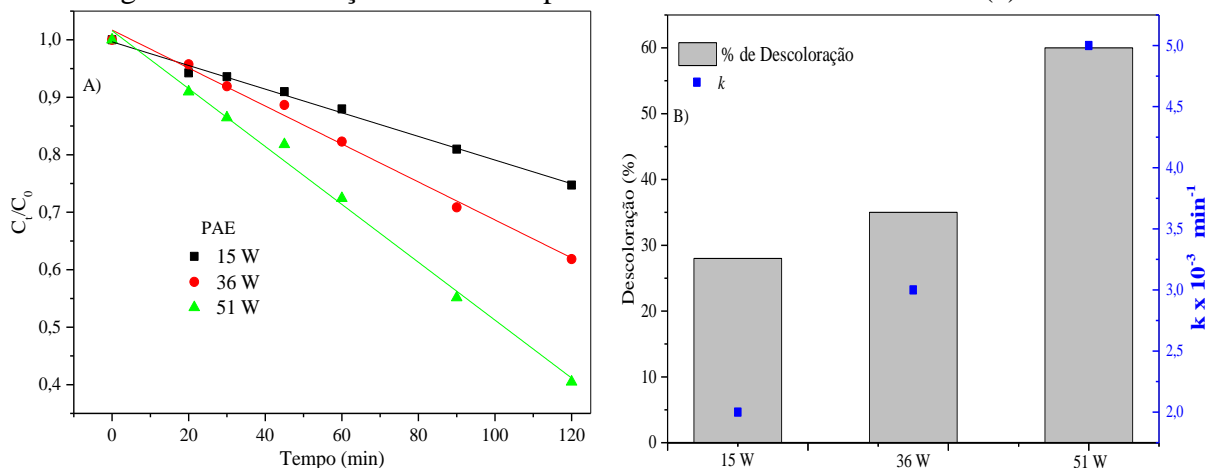 1,0
0,9
0,8
0,7
0,6
0,5
0,4
C_t/C_0
A)
PAE
15 W
36 W
51 W
0 20 40 60 80 100 120
Tempo (min)
60
50
40
30
20
10
0
Descoloração (%)
% de Descoloração
k
B)
15 W 36 W 51 W
5,0
4,5
4,0
3,5
3,0
2,5
2,0
k x 10⁻³ min⁻¹